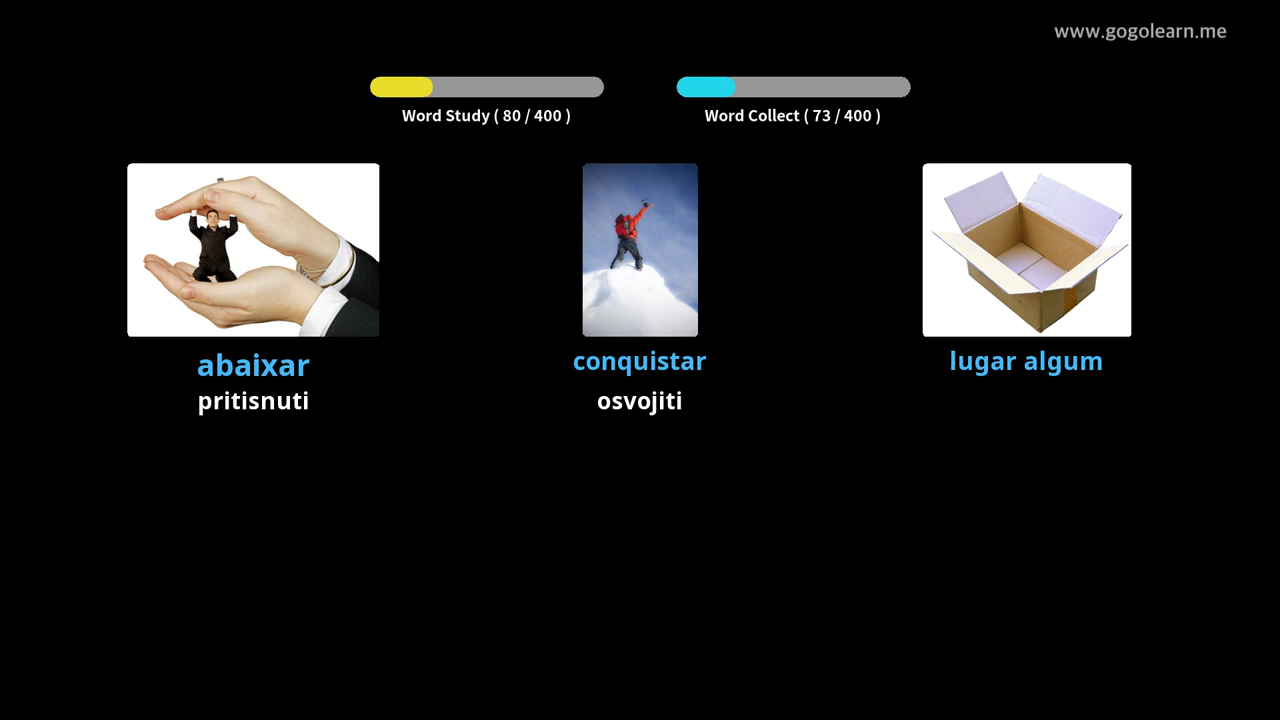 www.gogolearn.me
Word Study ( 80 / 400 )
Word Collect ( 73 / 400 )
abaixar
pritisnuti
conquistar
osvojiti
lugar algum